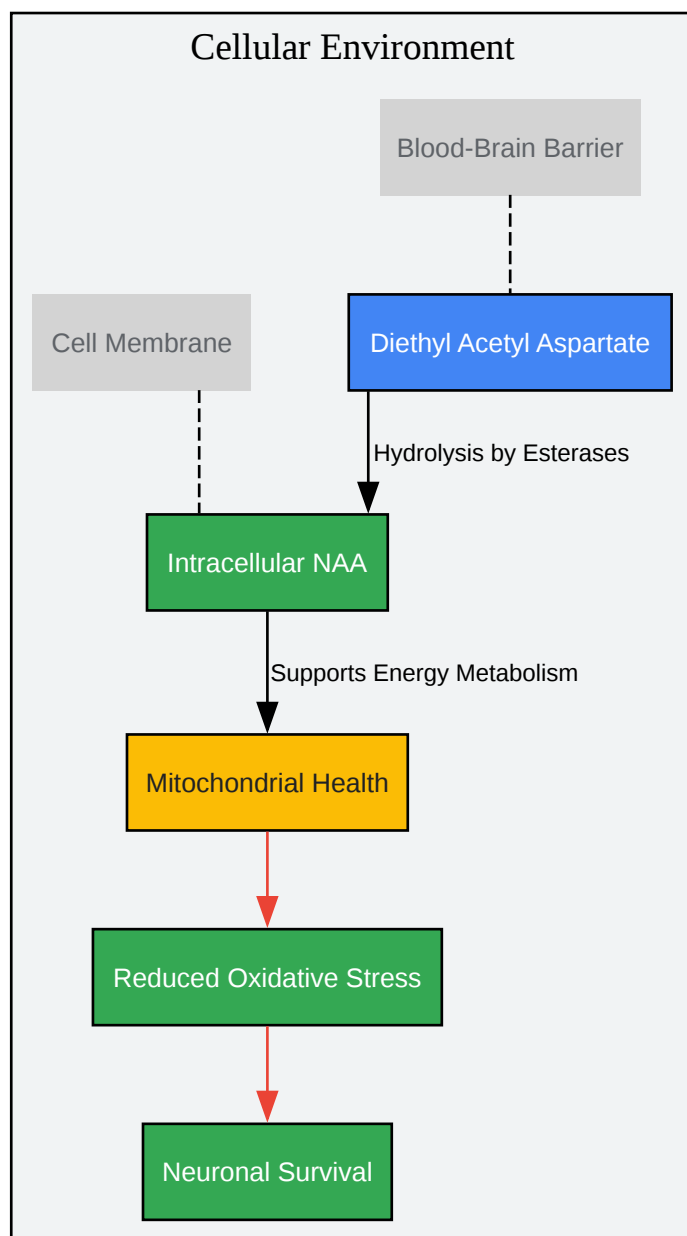 Cellular Environment
Blood-Brain Barrier
Cell Membrane
Diethyl Acetyl Aspartate
Hydrolysis by Esterases
Intracellular NAA
Supports Energy Metabolism
Mitochondrial Health
Reduced Oxidative Stress
Neuronal Survival